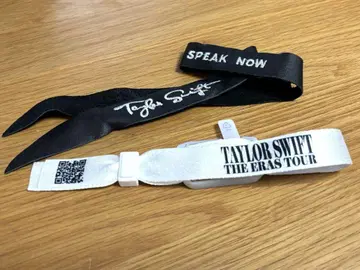 SPEAK NOW
Taylor Swift
TAYLOR SWIFT
THE ERAS TOUR